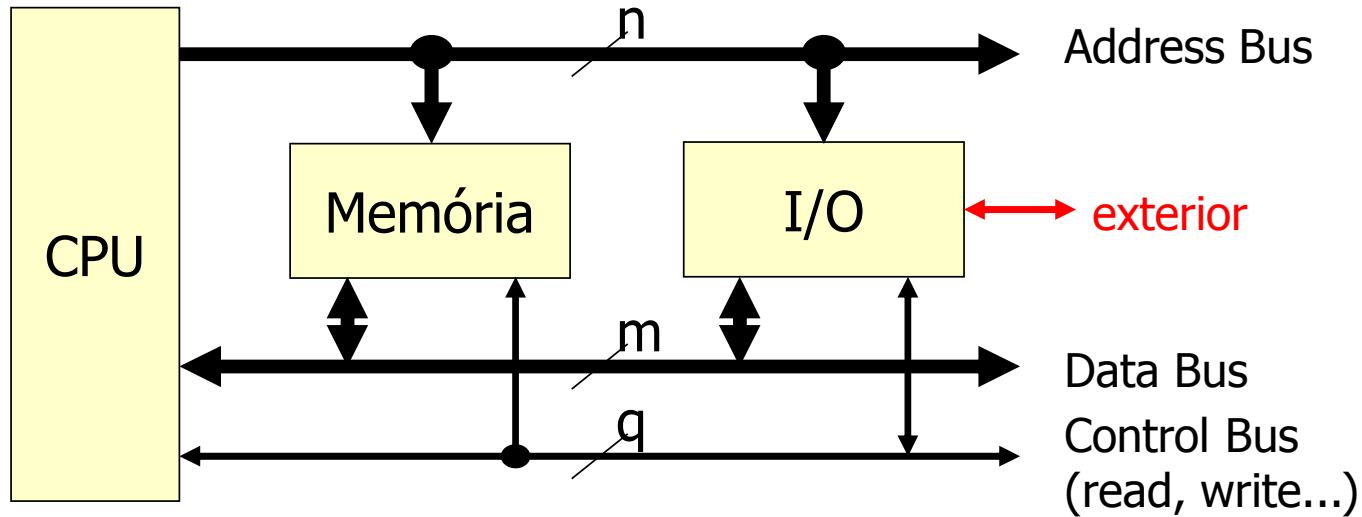 n
Address Bus
CPU
Memória
I/O
exterior
m
Data Bus
q
Control Bus
(read, write...)